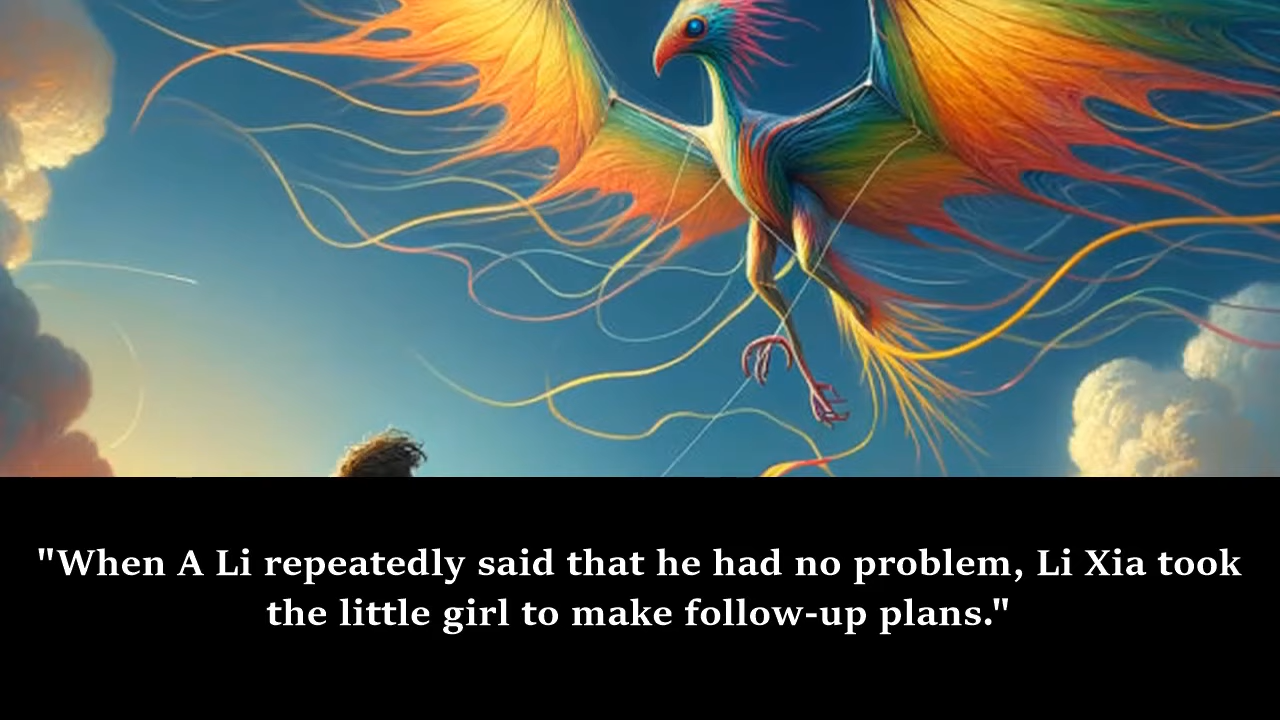 "When A Li repeatedly said that he had no problem, Li Xia took
the little girl to make follow-up plans."